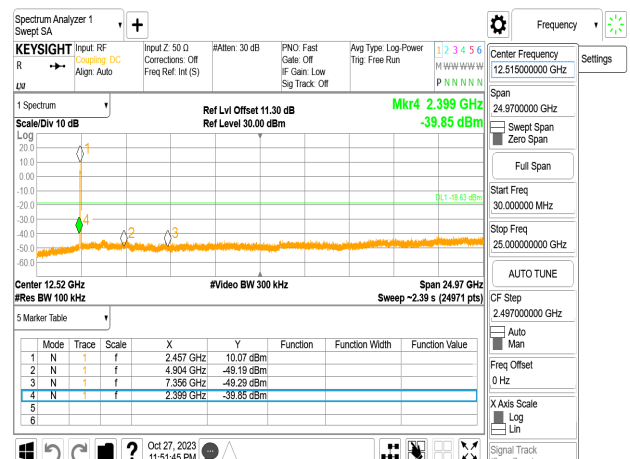 Spectrum Analyzer 1
Swept SA
Frequency
KEYSIGHT
R
Input: RF
Coupling: DC
Align: Auto
Input Z: 50 Ω
Corrections: Off
Freq Ref: Int (S)
#Atten: 30 dB
PNO: Fast
Gate: Off
IF Gain: Low
Sig Track: Off
Avg Type: Log-Power
Trig: Free Run
1 2 3 4 5 6
M W W W W W
P N N N N N
LXI
1 Spectrum
Scale/Div 10 dB
Ref Lvl Offset 11.30 dB
Ref Level 30.00 dBm
Mkr4 2.399 GHz
-39.85 dBm
Log
20.0
10.0
0.00
-10.0
-20.0
-30.0
-40.0
-50.0
-60.0
1
4
2
3
DL1 -18.63 dBm
Center 12.52 GHz
#Res BW 100 kHz
#Video BW 300 kHz
Span 24.97 GHz
Sweep ~2.39 s (24971 pts)
5 Marker Table
Mode Trace Scale X Y Function Function Width Function Value
1 N 1 f 2.457 GHz 10.07 dBm
2 N 1 f 4.904 GHz -49.19 dBm
3 N 1 f 7.356 GHz -49.29 dBm
4 N 1 f 2.399 GHz -39.85 dBm
5
6
?
Oct 27, 2023
11:51:45 PM
Center Frequency
12.515000000 GHz
Settings
Span
24.9700000 GHz
Swept Span
Zero Span
Full Span
Start Freq
30.000000 MHz
Stop Freq
25.000000000 GHz
AUTO TUNE
CF Step
2.497000000 GHz
Auto
Man
Freq Offset
0 Hz
X Axis Scale
Log
Lin
Signal Track